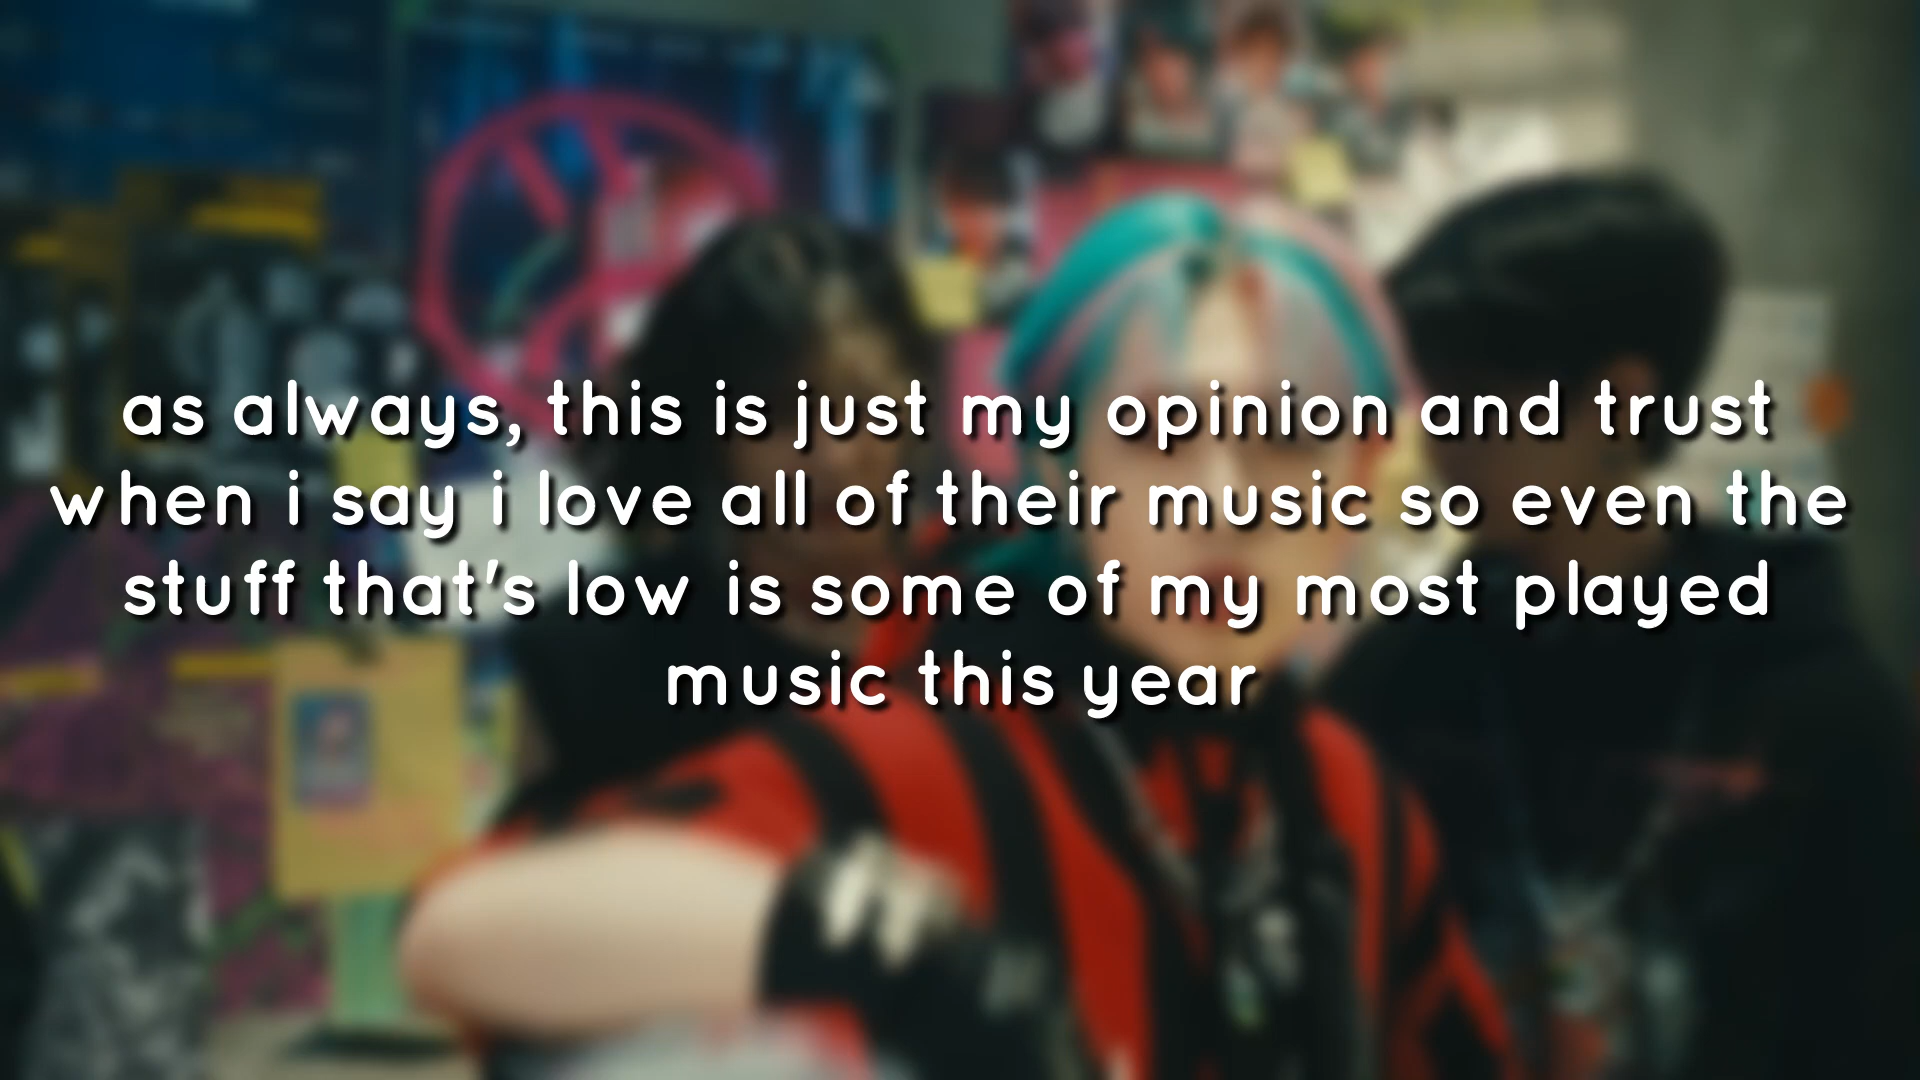 as always, this is just my opinion and trust
when i say i love all of their music so even the
stuff that's low is some of my most played
music this year